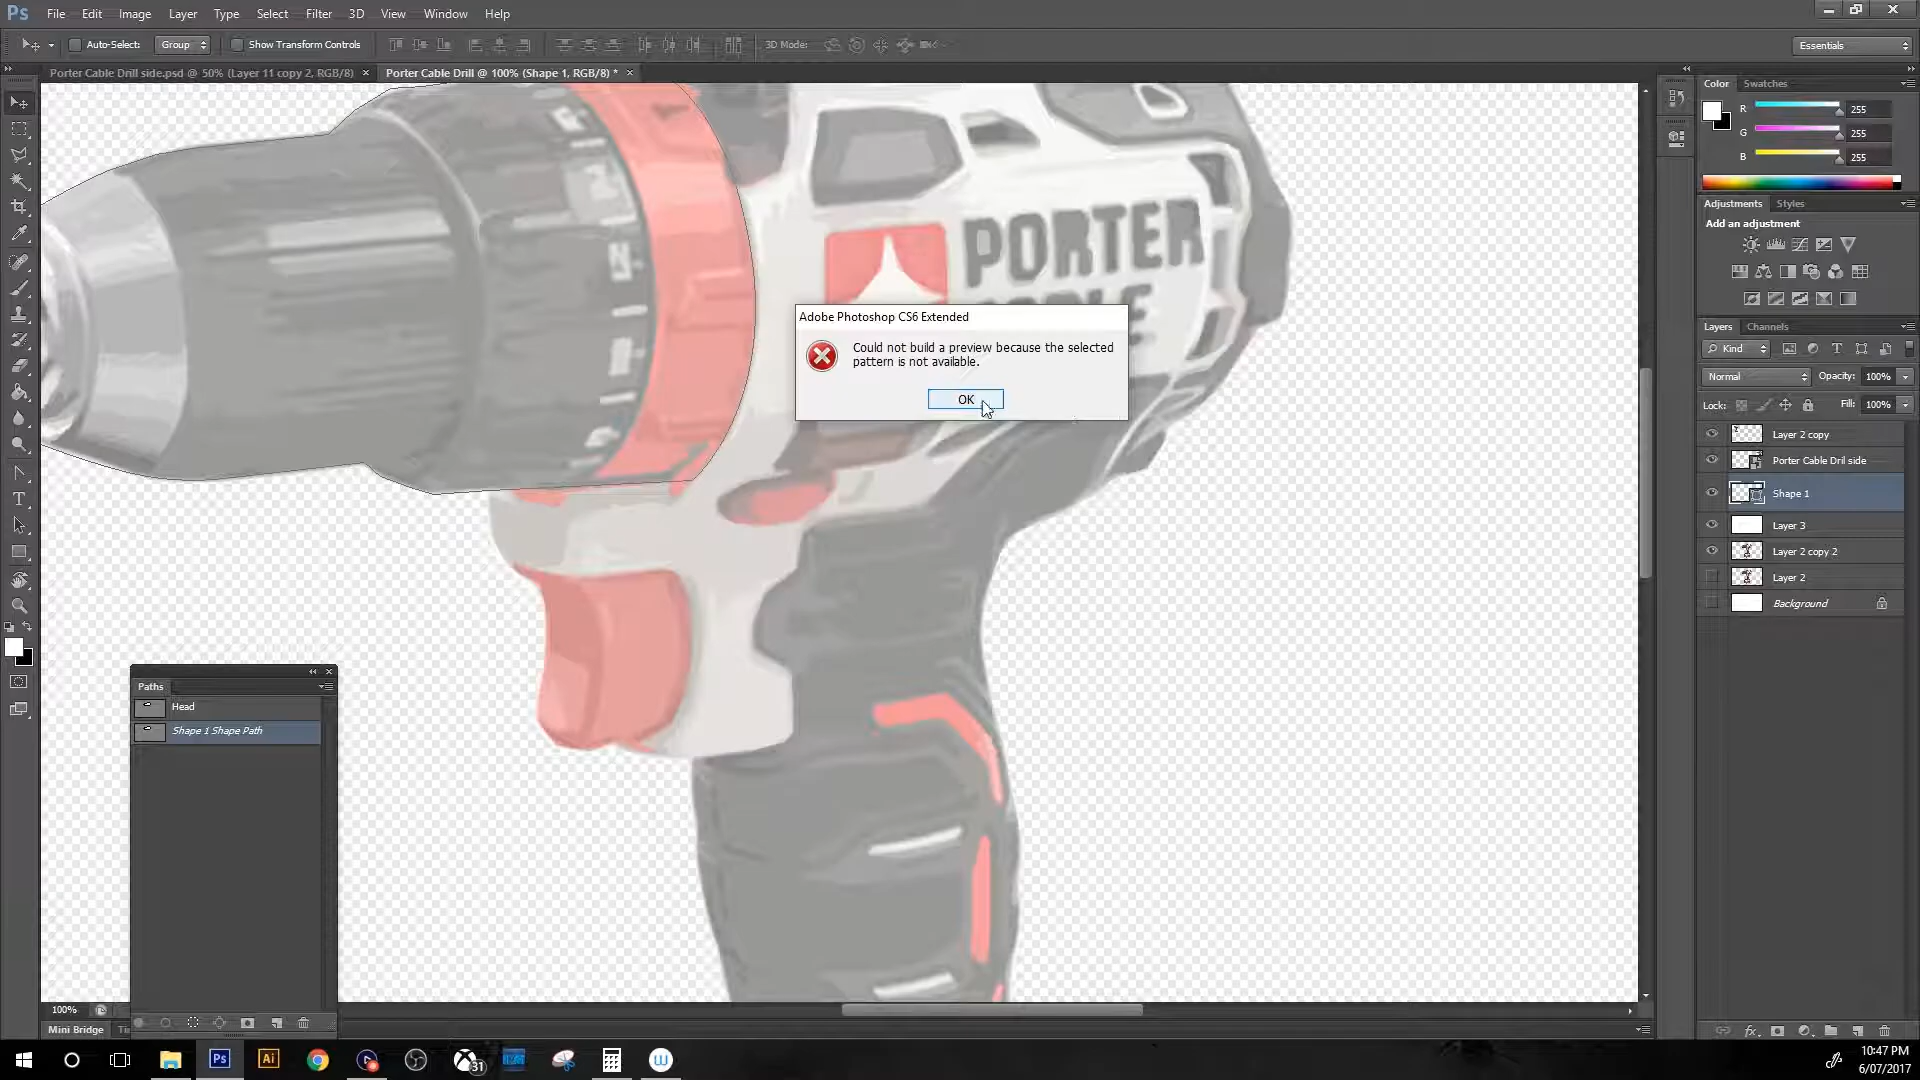 Ps File Edit Image Layer Type Select Filter 3D View Window Help
Auto-Select: Group Show Transform Controls 3D Mode: Essentials
Porter Cable Drill side.psd @ 50% (Layer 11 copy 2, RGB/8) × Porter Cable Drill @ 100% (Shape 1, RGB/8) * ×
Color Swatches
R 255
G 255
B 255
Adjustments Styles
Add an adjustment
Layers Channels
Kind
Normal Opacity: 100%
Lock: Fill: 100%
Layer 2 copy
Porter Cable Dril side
Shape 1
Layer 3
Layer 2 copy 2
Layer 2
Background
PORTER
Adobe Photoshop CS6 Extended
Could not build a preview because the selected
pattern is not available.
OK
Paths
Head
Shape 1 Shape Path
100%
Mini Bridge
Ps Ai 31
10:47 PM
6/07/2017